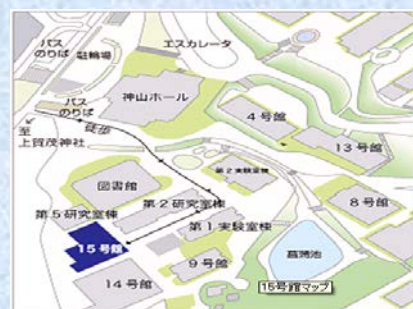 バス
のりば
駐輪場
エスカレータ
バス
のりば
神山ホール
徒歩
至
上賀茂神社
4号館
13号館
第2実験室棟
図書館
第2研究室棟
8号館
第5研究室棟
第1実験室棟
15号館
9号館
菖蒲池
14号館
15号館マップ